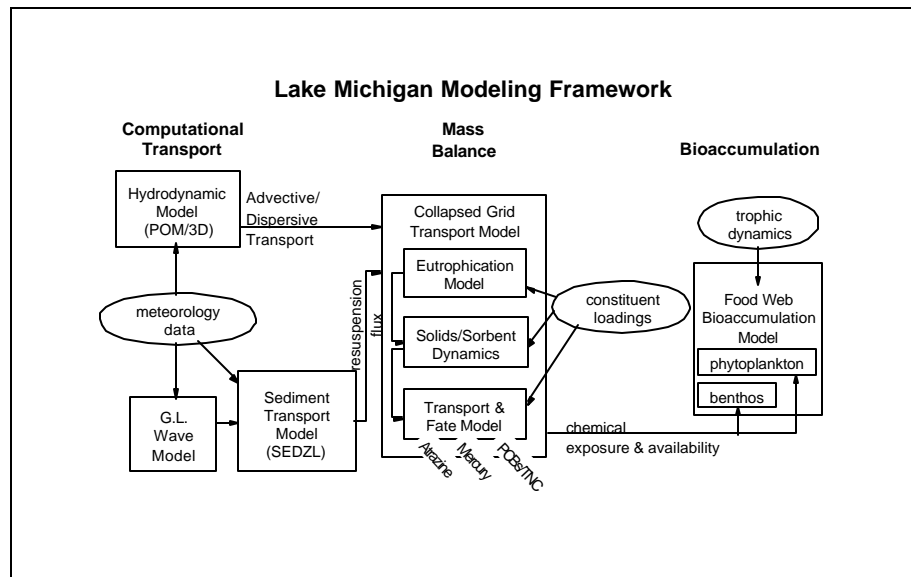 Lake Michigan Modeling Framework
Computational
Transport
Mass
Balance
Bioaccumulation
Hydrodynamic
Model
(POM/3D)
Advective/
Dispersive
Transport
meteorology
data
G.L.
Wave
Model
Sediment
Transport
Model
(SEDZL)
resuspension
flux
Collapsed Grid
Transport Model
Eutrophication
Model
Solids/Sorbent
Dynamics
Transport &
Fate Model
Atrazine
Mercury
PCBs/TNC
constituent
loadings
chemical
exposure & availability
trophic
dynamics
Food Web
Bioaccumulation
Model
phytoplankton
benthos